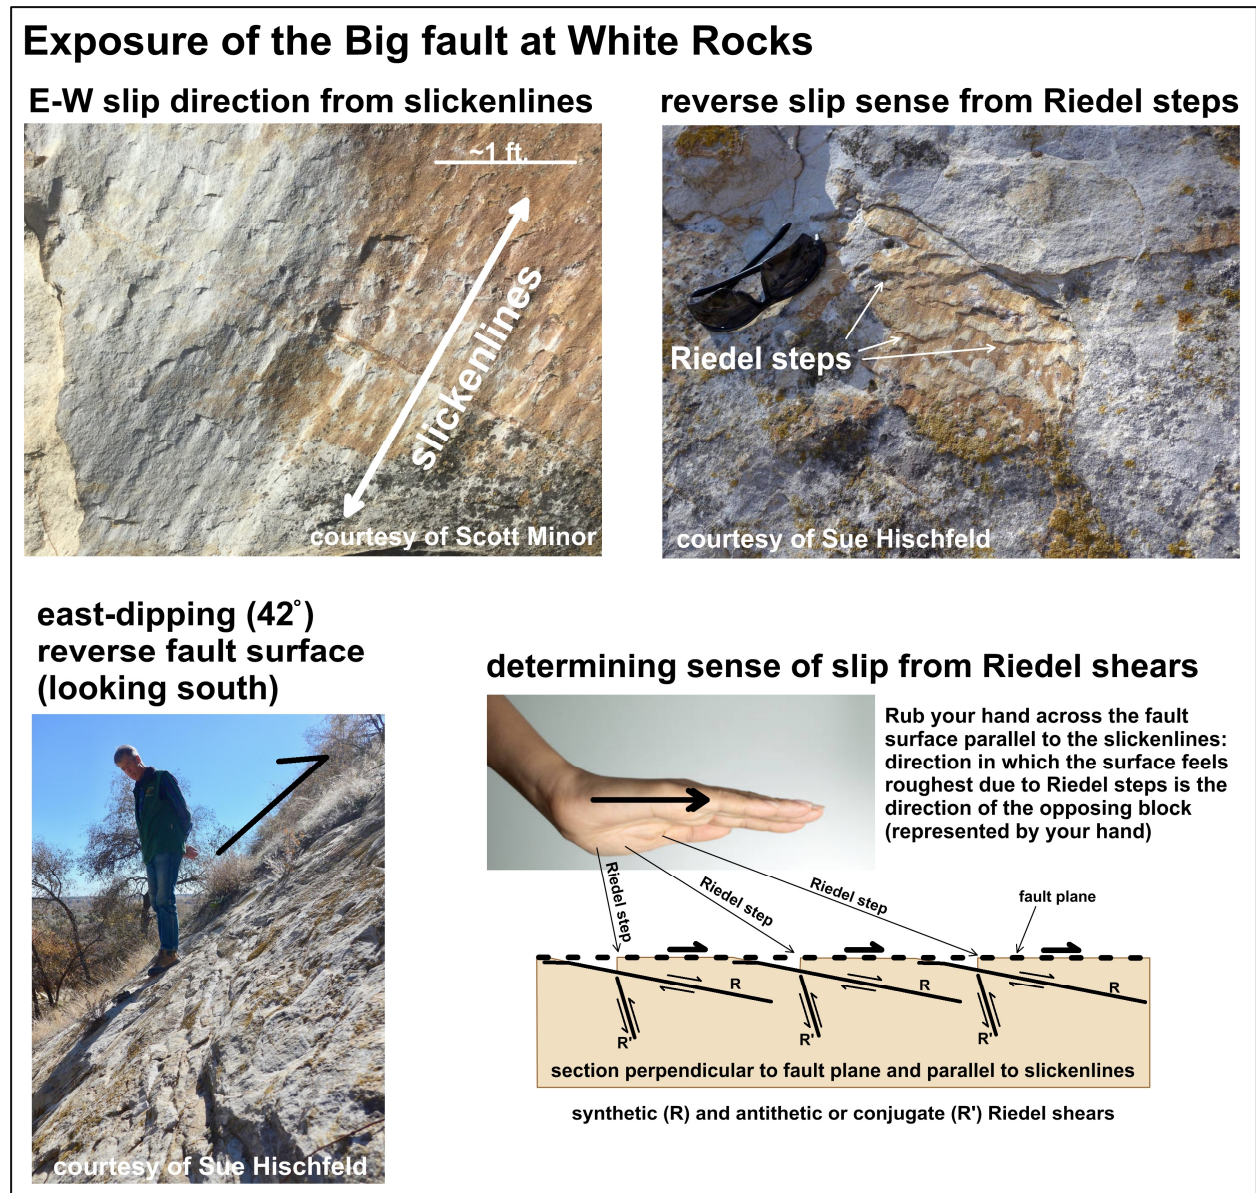 Exposure of the Big fault at White Rocks
E-W slip direction from slickenlines
~1 ft.
slickenlines
courtesy of Scott Minor
reverse slip sense from Riedel steps
Riedel steps
courtesy of Sue Hischfeld
east-dipping (42°)
reverse fault surface
(looking south)
courtesy of Sue Hischfeld
determining sense of slip from Riedel shears
Rub your hand across the fault
surface parallel to the slickenlines:
direction in which the surface feels
roughest due to Riedel steps is the
direction of the opposing block
(represented by your hand)
Riedel step
Riedel step
Riedel step
fault plane
R
R
R
R'
R'
R'
section perpendicular to fault plane and parallel to slickenlines
synthetic (R) and antithetic or conjugate (R') Riedel shears